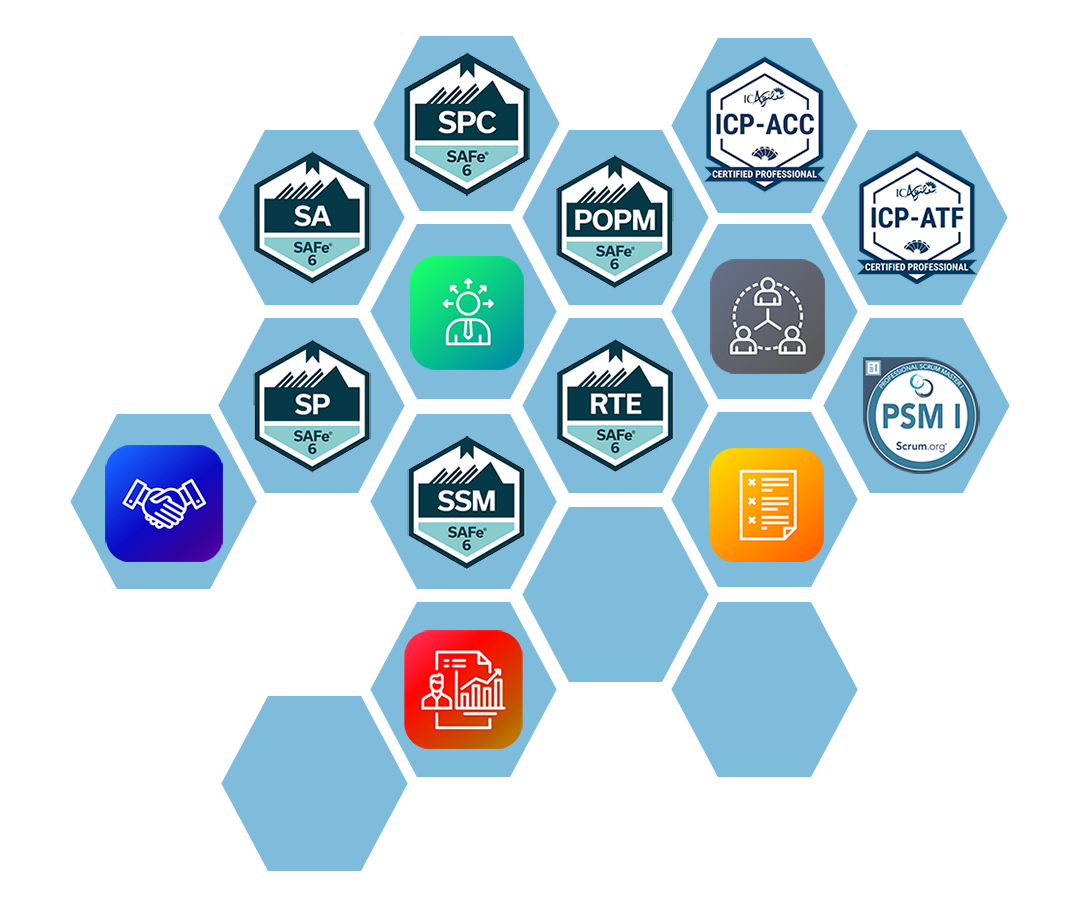 SPC
SAFe®
6
ICAgile
ICP-ACC
CERTIFIED PROFESSIONAL
SA
SAFe®
6
POPM
SAFe®
6
ICAgile
ICP-ATF
CERTIFIED PROFESSIONAL
SP
SAFe®
6
RTE
SAFe®
6
PROFESSIONAL SCRUM MASTER I
PSM I
Scrum.org
SSM
SAFe®
6